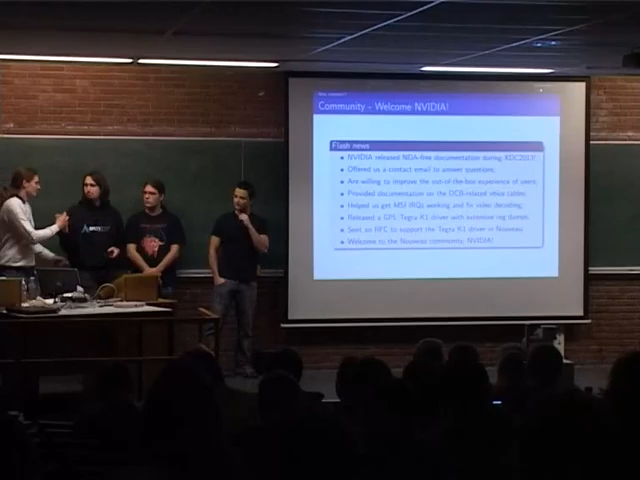 Community - Welcome NVIDIA!
Flash news
NVIDIA released NDA-free documentation during XDC2013!
Offered us a contact email to answer questions;
Are willing to improve the out-of-the-box experience of users;
Provided documentation on the DCB-related vbios tables;
Helped us get MSI IRQs working and fix video decoding;
Released a GPL Tegra K1 driver with extensive reg dumps;
Sent an RFC to support the Tegra K1 driver in Nouveau.
Welcome to the Nouveau community, NVIDIA!